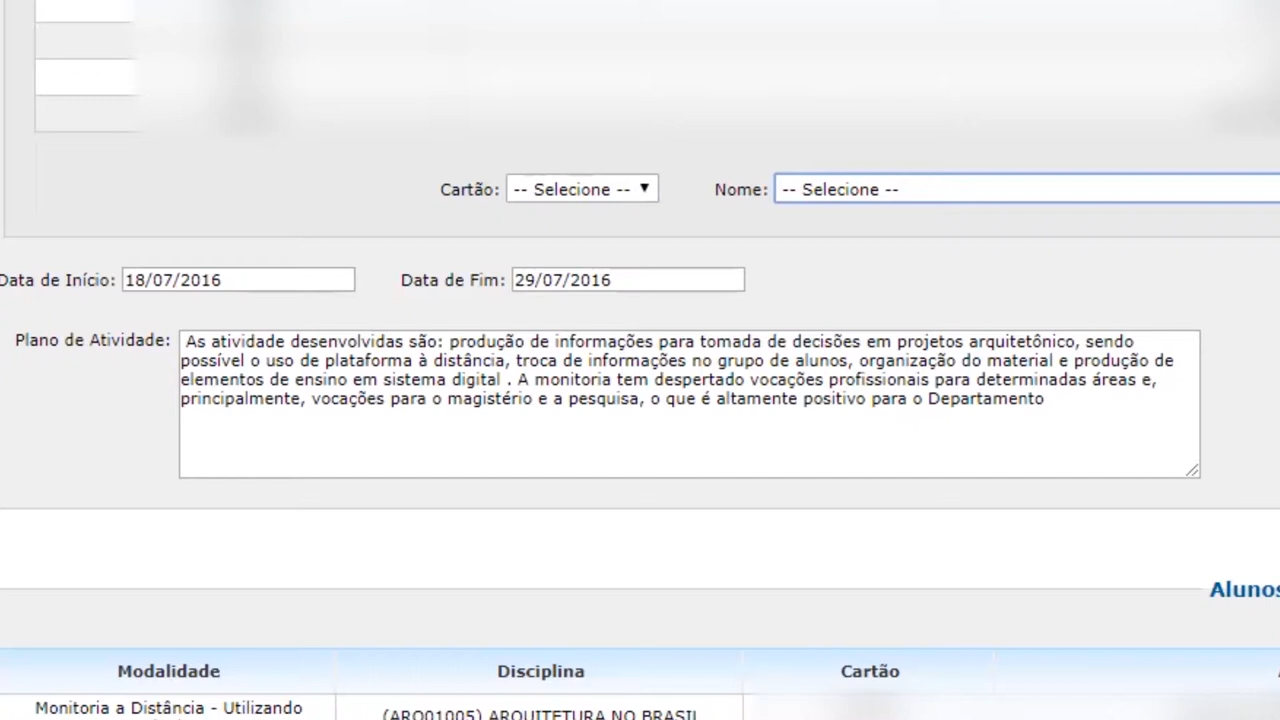 Cartão: -- Selecione -- ▼ Nome: -- Selecione --
Data de Início: 18/07/2016 Data de Fim: 29/07/2016
Plano de Atividade: As atividade desenvolvidas são: produção de informações para tomada de decisões em projetos arquitetônico, sendo
possível o uso de plataforma à distância, troca de informações no grupo de alunos, organização do material e produção de
elementos de ensino em sistema digital . A monitoria tem despertado vocações profissionais para determinadas áreas e,
principalmente, vocações para o magistério e a pesquisa, o que é altamente positivo para o Departamento
Alunos
Modalidade Disciplina Cartão
Monitoria a Distância - Utilizando
(ARQ01005) ARQUITETURA NO BRASIL